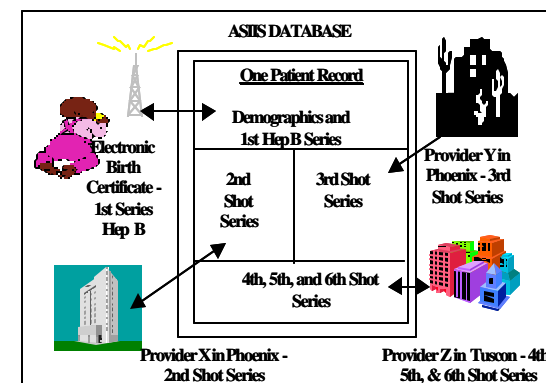 ASIIS DATABASE
One Patient Record
Demographics and
1st Hep B Series
Electronic
Birth
Certificate -
1st Series
Hep B
2nd
Shot
Series
3rd Shot
Series
Provider Y in
Phoenix - 3rd
Shot Series
4th, 5th, and 6th Shot
Series
Provider X in Phoenix -
2nd Shot Series
Provider Z in Tuscon - 4th
5th, & 6th Shot Series